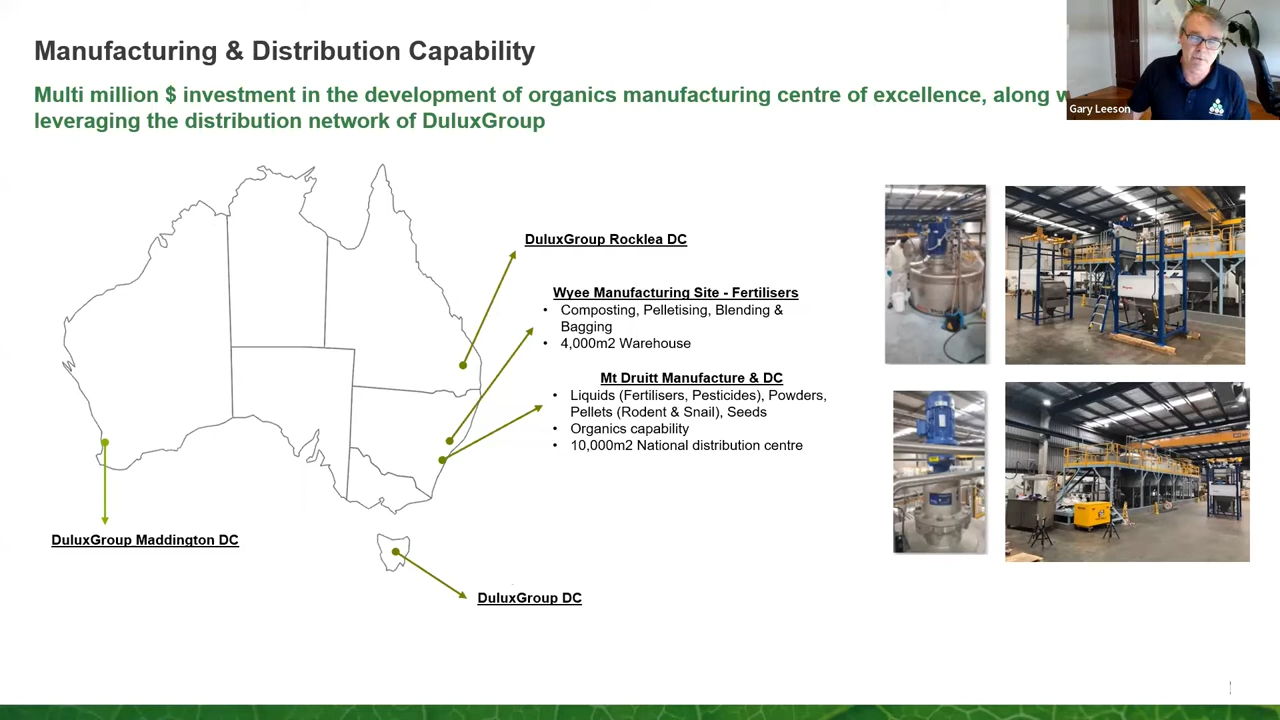 Manufacturing & Distribution Capability
Multi million $ investment in the development of organics manufacturing centre of excellence, along
leveraging the distribution network of DuluxGroup
Gary Leeson
DuluxGroup Rocklea DC
Wyee Manufacturing Site - Fertilisers
• Composting, Pelletising, Blending &
Bagging
• 4,000m2 Warehouse
Mt Druitt Manufacture & DC
• Liquids (Fertilisers, Pesticides), Powders,
Pellets (Rodent & Snail), Seeds
• Organics capability
• 10,000m2 National distribution centre
DuluxGroup Maddington DC
DuluxGroup DC